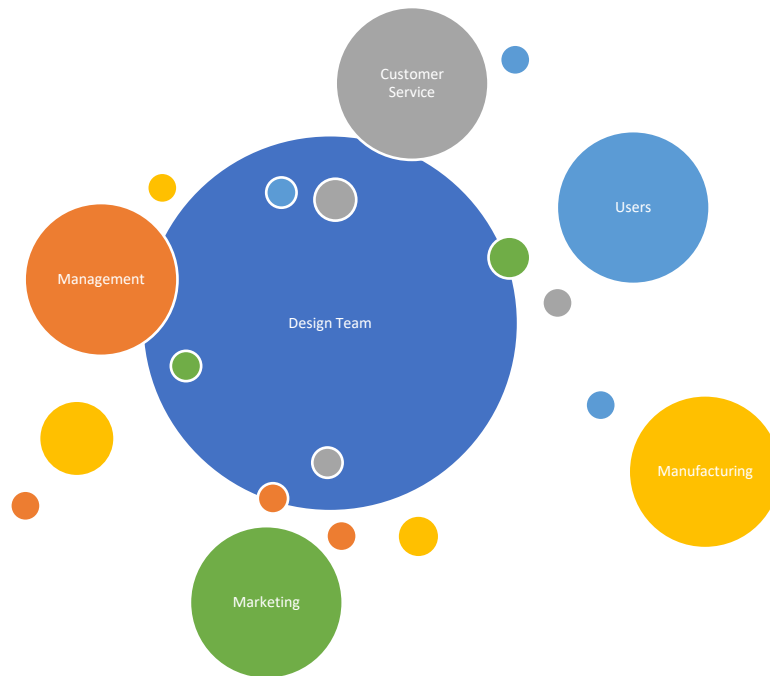 Customer
Service
Users
Management
Design Team
Manufacturing
Marketing